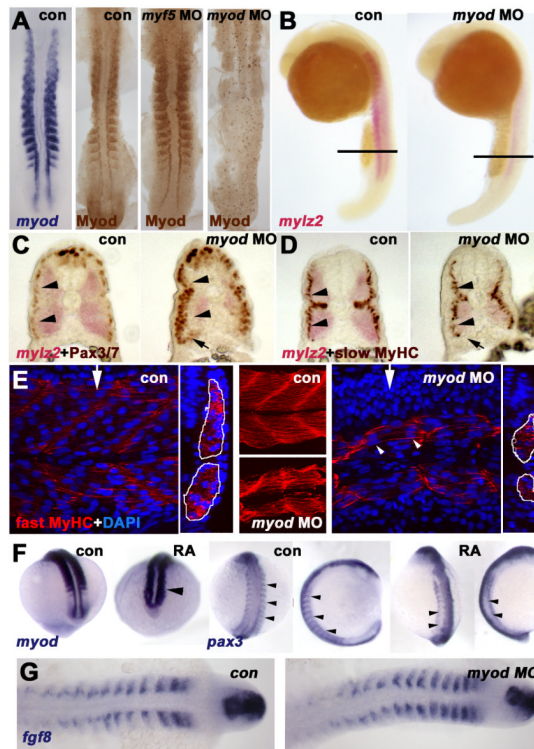 A con con myf5 MO myod MO
myod Myod Myod Myod
B con myod MO
mylz2
C con myod MO
mylz2+Pax3/7
D con myod MO
mylz2+slow MyHC
E con con myod MO
fast MyHC+DAPI myod MO
F con RA con RA
myod pax3
G con myod MO
fgf8